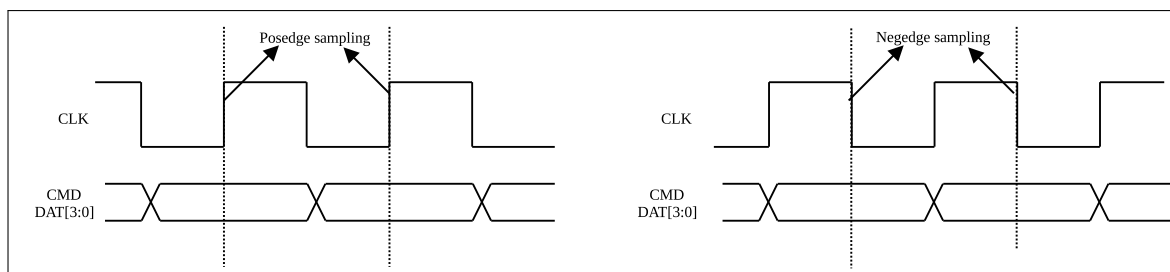 Posedge sampling
CLK
CMD
DAT[3:0]
Negedge sampling
CLK
CMD
DAT[3:0]